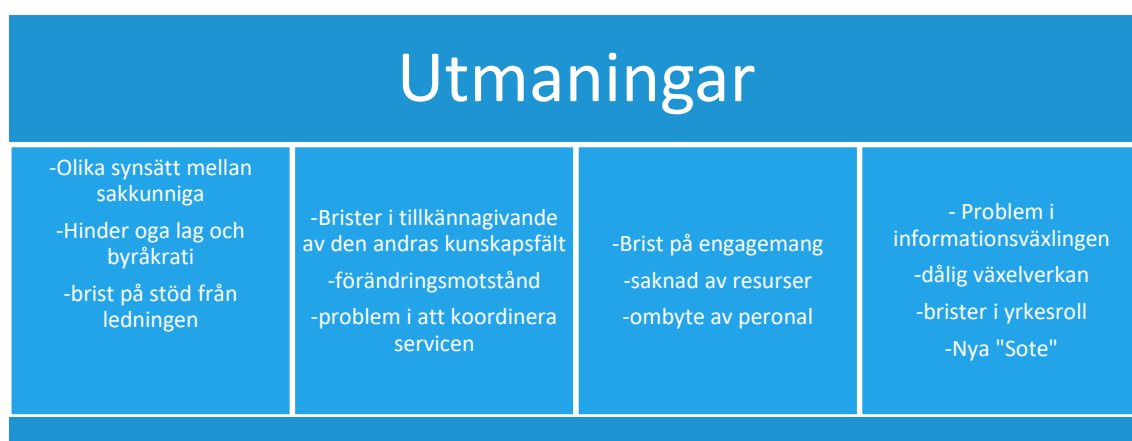 Utmaningar
-Olika synsätt mellan
sakkunniga
-Hinder oga lag och
byråkrati
-brist på stöd från
ledningen
-Brister i tillkännagivande
av den andras kunskapsfält
-förändringsmotstånd
-problem i att koordinera
servicen
-Brist på engagemang
-saknad av resurser
-ombyte av peronal
- Problem i
informationsväxlingen
-dålig växelverkan
-brister i yrkesroll
-Nya "Sote"